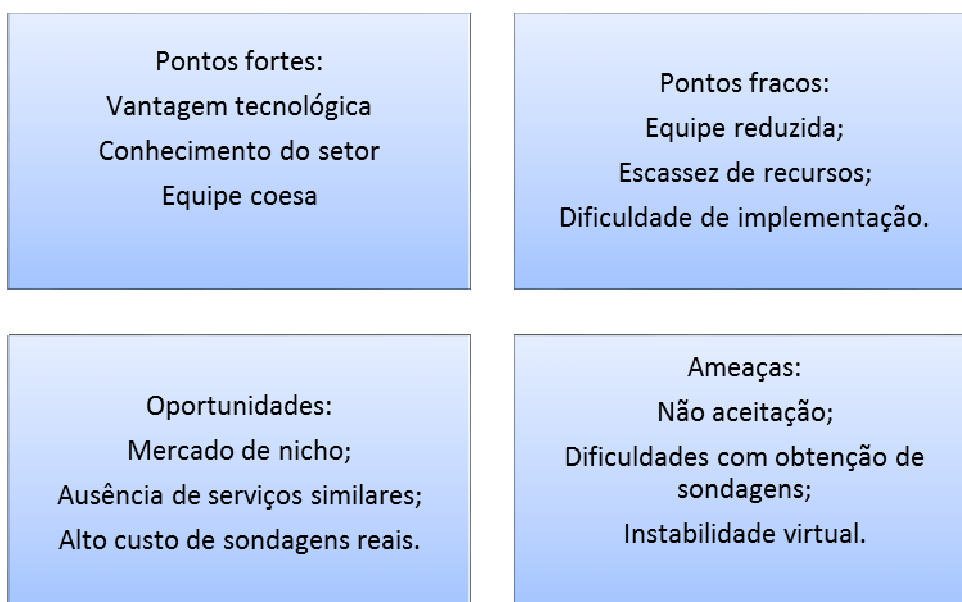 Pontos fortes:
Vantagem tecnológica
Conhecimento do setor
Equipe coesa
Pontos fracos:
Equipe reduzida;
Escassez de recursos;
Dificuldade de implementação.
Oportunidades:
Mercado de nicho;
Ausência de serviços similares;
Alto custo de sondagens reais.
Ameaças:
Não aceitação;
Dificuldades com obtenção de
sondagens;
Instabilidade virtual.